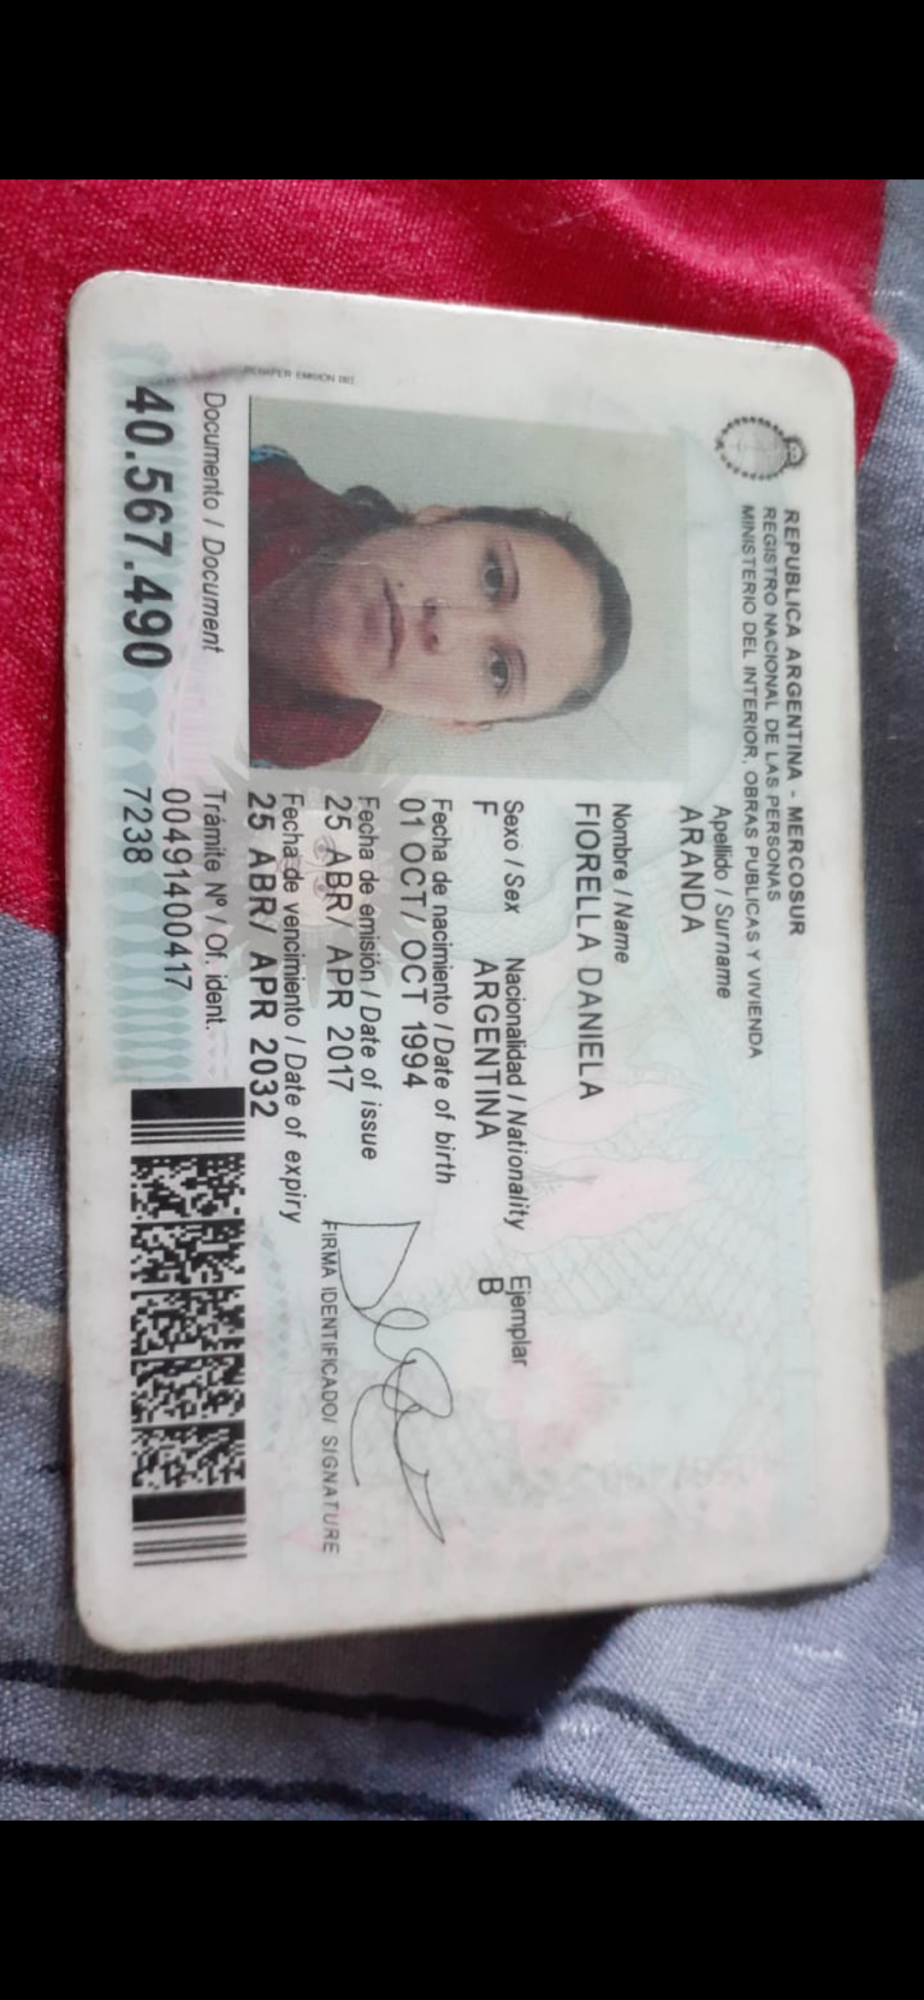 REPUBLICA ARGENTINA - MERCOSUR
REGISTRO NACIONAL DE LAS PERSONAS
MINISTERIO DEL INTERIOR, OBRAS PUBLICAS Y VIVIENDA
Apellido / Surname
ARANDA
Nombre / Name
FIORELLA DANIELA
Sexo / Sex Nacionalidad / Nationality Ejemplar
F ARGENTINA B
Fecha de nacimiento / Date of birth
01 OCT/ OCT 1994
Fecha de emisión / Date of issue
25 ABR/ APR 2017
Fecha de vencimiento / Date of expiry
25 ABR/ APR 2032
FIRMA IDENTIFICADO/ SIGNATURE
Documento / Document
40.567.490
Trámite Nº / Of. ident.
00491400417
7238